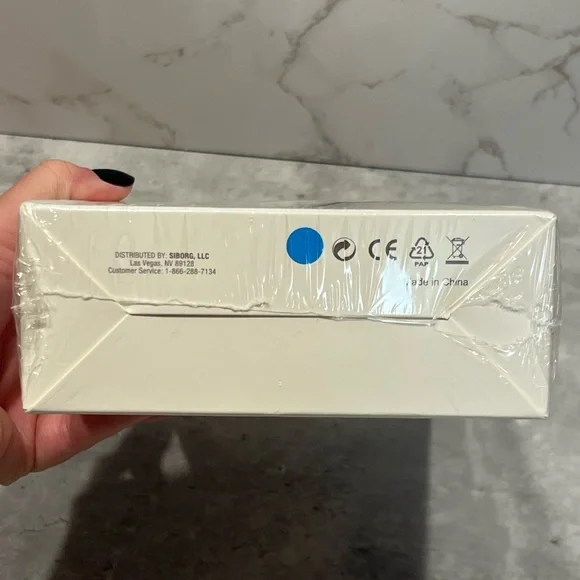 DISTRIBUTED BY: SIBORG, LLC
Las Vegas, NV 89128
Customer Service: 1-866-288-7134
CE
21
PAP
Made in China